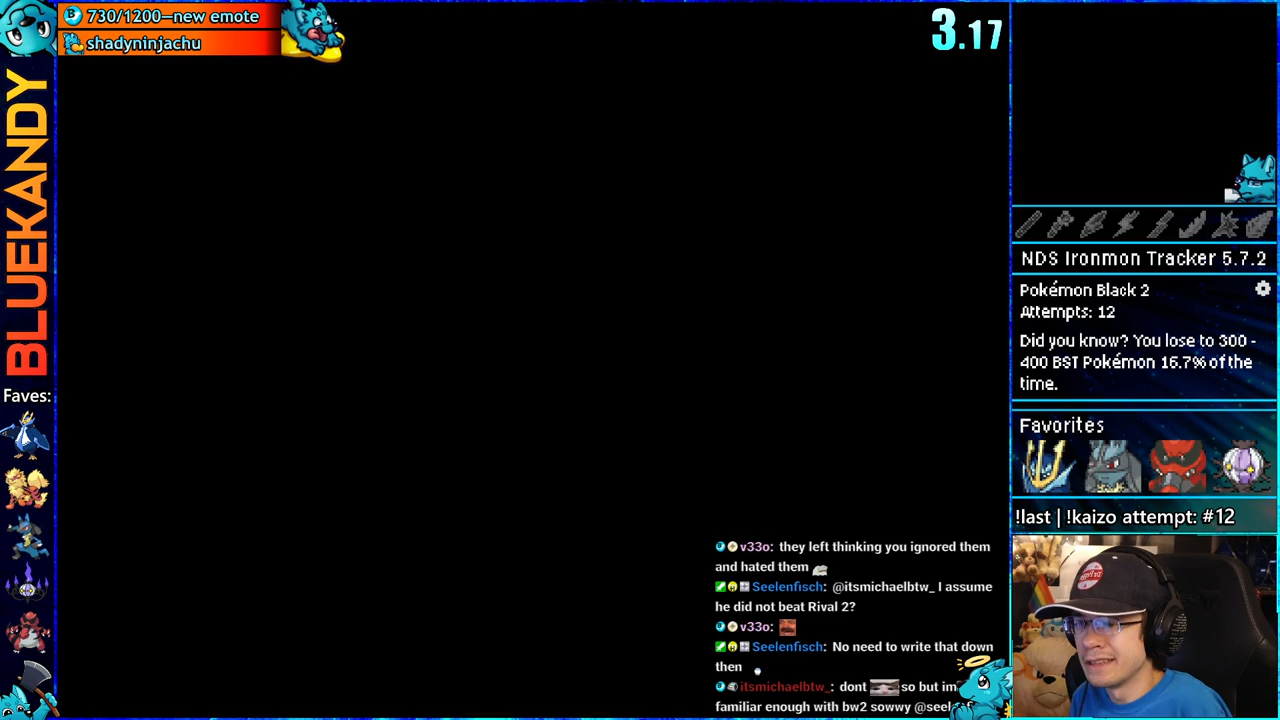 730/1200—new emote
shadyninjachu
3.17
BLUEKANDY
Faves:
NDS Ironmon Tracker 5.7.2
Pokémon Black 2
Attempts: 12
Did you know? You lose to 300 -
400 BST Pokémon 16.7% of the
time.
Favorites
!last | !kaizo attempt: #12
v33o: they left thinking you ignored them
and hated them
Seelenfisch: @itsmichaelbtw_ I assume
he did not beat Rival 2?
v33o:
Seelenfisch: No need to write that down
then
itsmichaelbtw_: dont so but im
familiar enough with bw2 sowwy